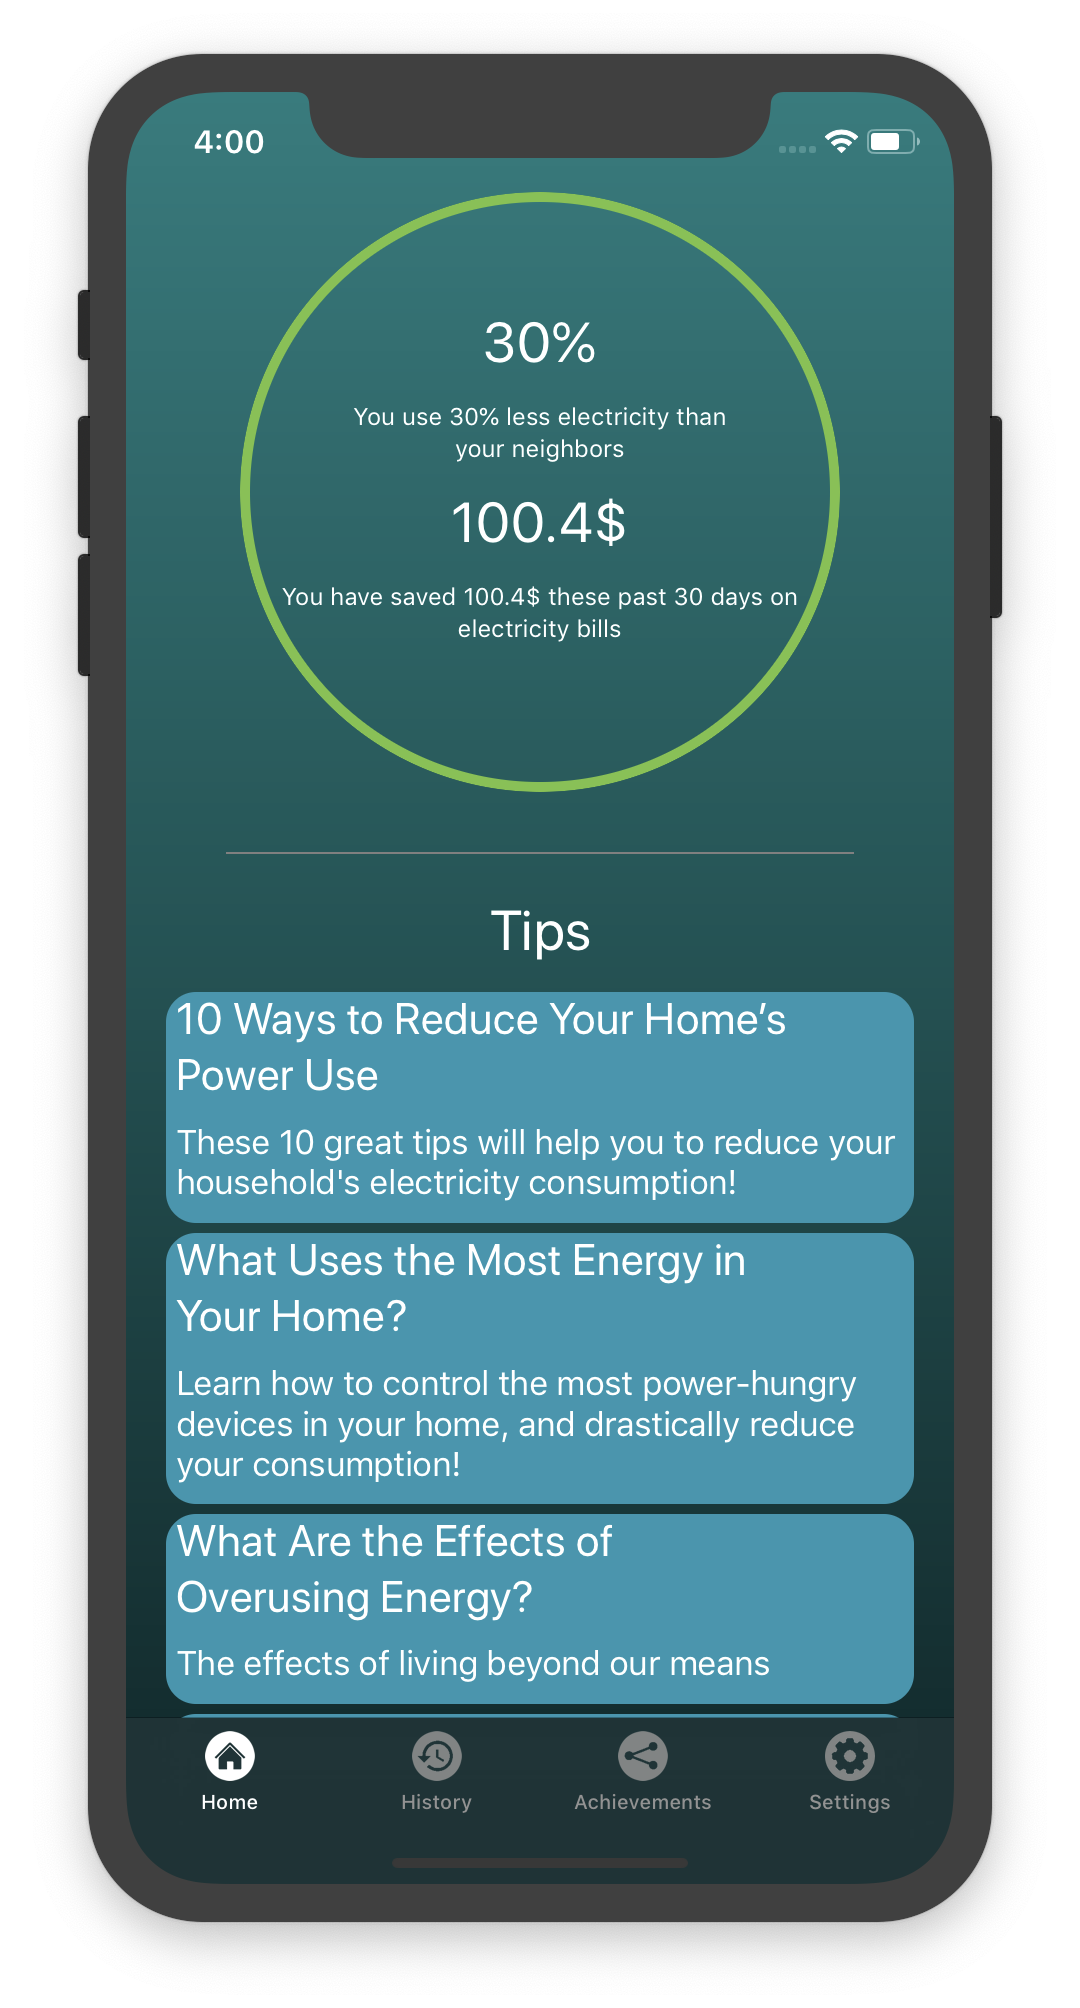 4:00
30%
You use 30% less electricity than
your neighbors
100.4$
You have saved 100.4$ these past 30 days on
electricity bills
Tips
10 Ways to Reduce Your Home’s
Power Use
These 10 great tips will help you to reduce your
household's electricity consumption!
What Uses the Most Energy in
Your Home?
Learn how to control the most power-hungry
devices in your home, and drastically reduce
your consumption!
What Are the Effects of
Overusing Energy?
The effects of living beyond our means
Home History Achievements Settings